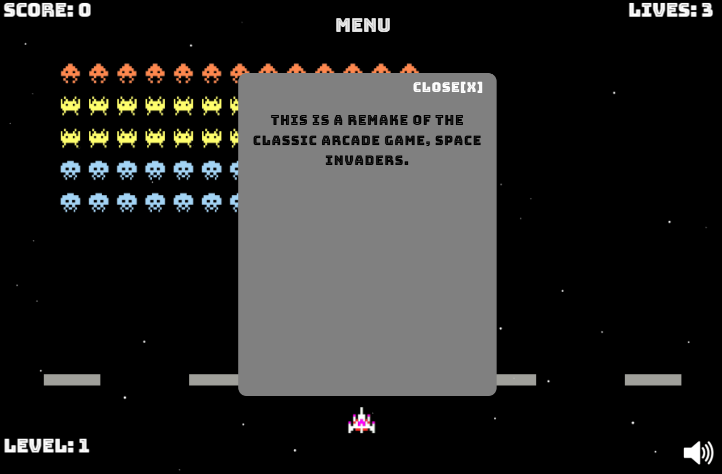 SCORE: 0
LIVES: 3
MENU
CLOSE[X]
THIS IS A REMAKE OF THE
CLASSIC ARCADE GAME, SPACE
INVADERS.
LEVEL: 1